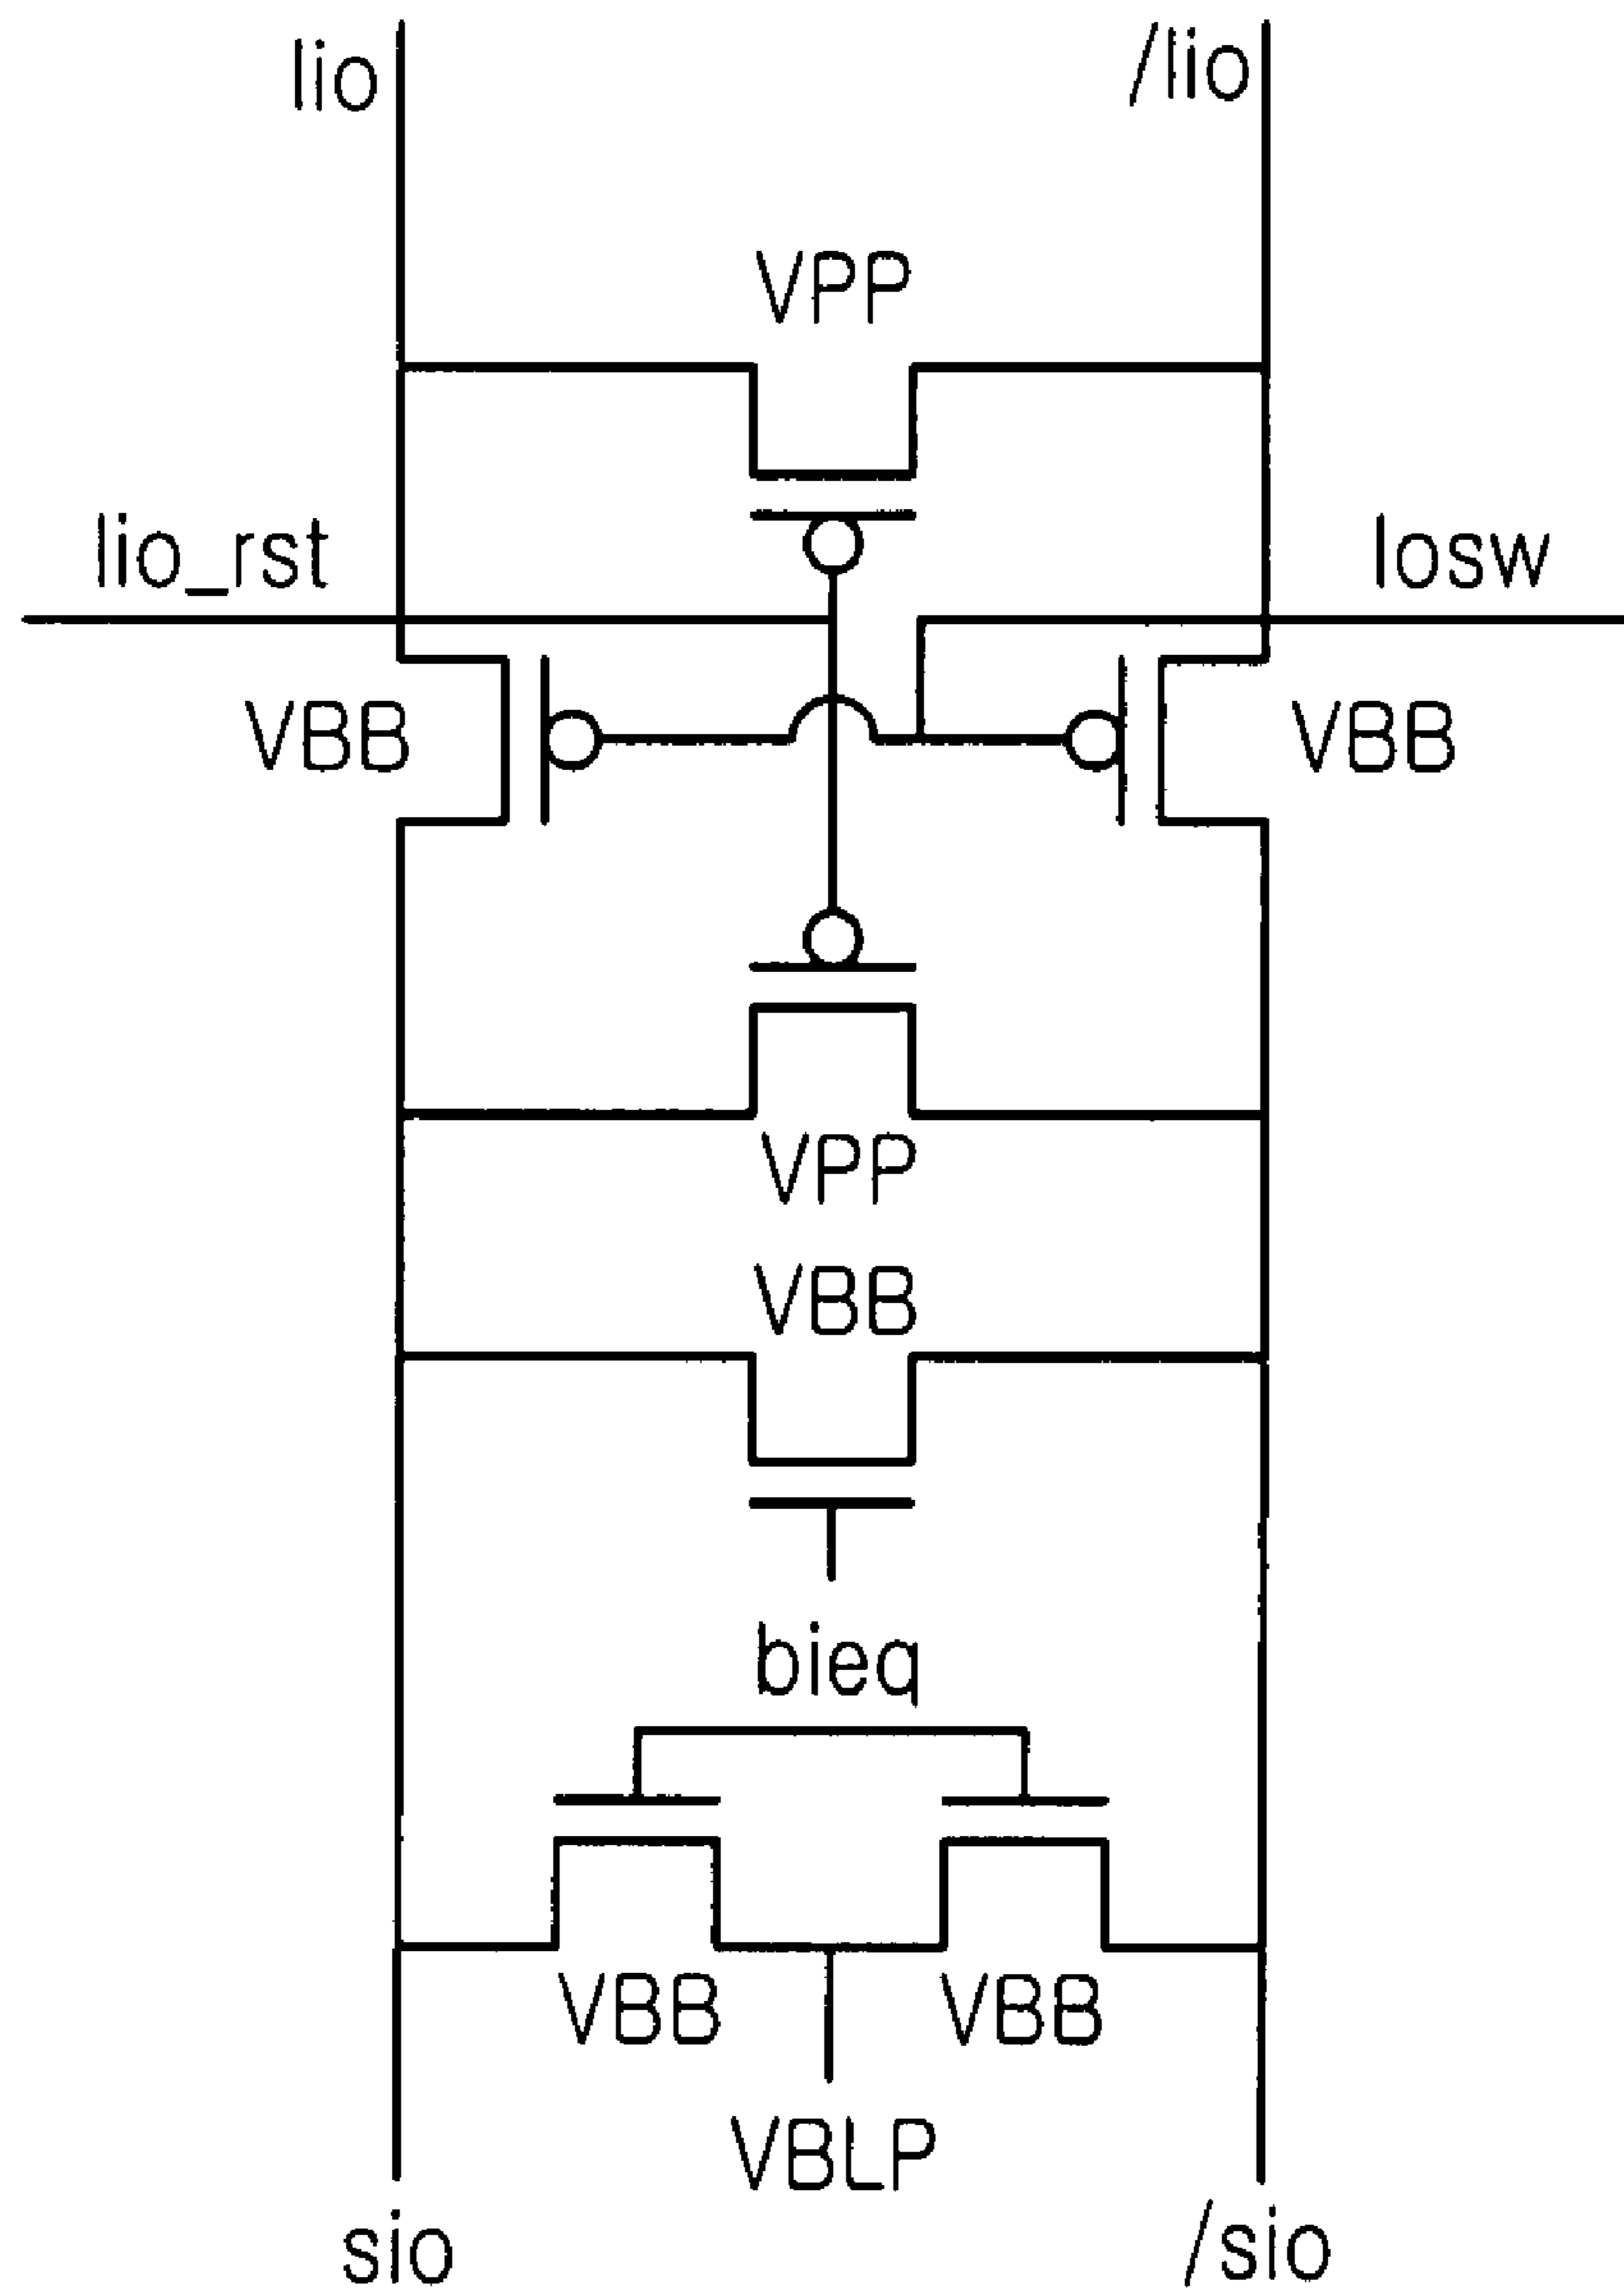 lio /lio
VPP
lio_rst losw
VBB VBB
VPP
VBB
bieq
VBB VBB
VBLP
sio /sio